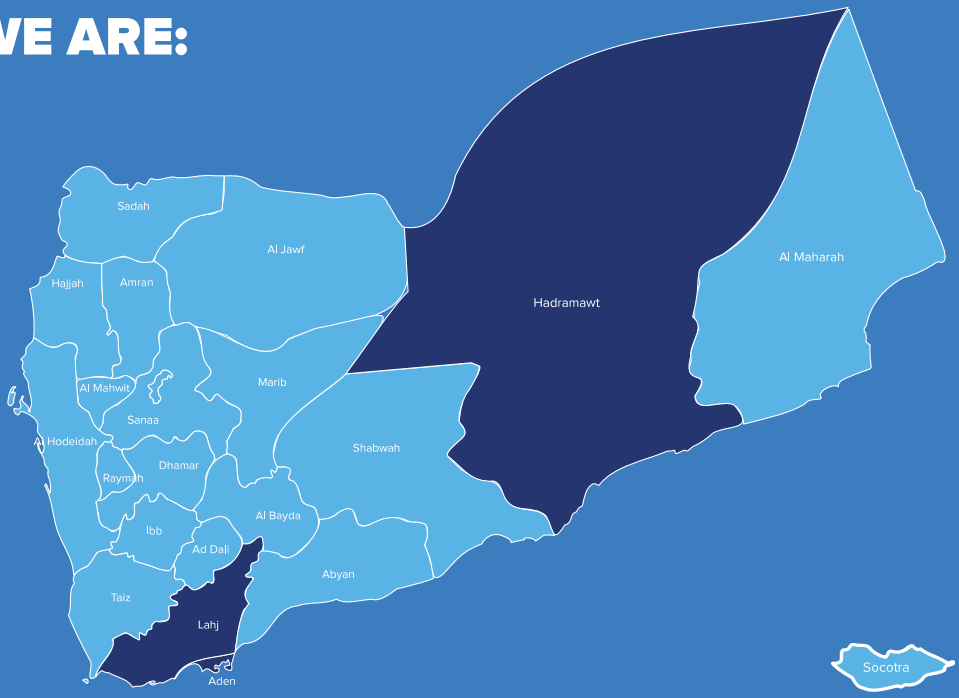 WE ARE:
Sadah
Al Jawf
Hajjah
Amran
Al Maharah
Hadramawt
Al Mahwit
Marib
Sanaa
Al Hodeidah
Shabwah
Dhamar
Raymah
Al Bayda
Ibb
Ad Dali
Abyan
Taiz
Lahj
Aden
Socotra